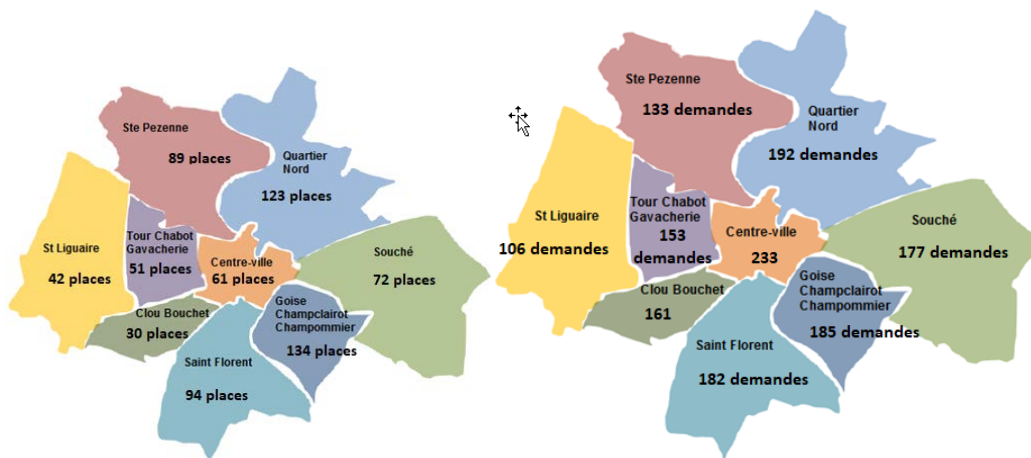 Ste Pezenne
89 places
Quartier
Nord
123 places
St Liguaire
42 places
Tour Chabot
Gavacherie
51 places
Centre-ville
61 places
Souché
72 places
Clou Bouchet
30 places
Goise
Champclairot
Champommier
134 places
Saint Florent
94 places
Ste Pezenne
133 demandes
Quartier
Nord
192 demandes
St Liguaire
106 demandes
Tour Chabot
Gavacherie
153
demandes
Centre-ville
233
Souché
177 demandes
Clou Bouchet
161
Goise
Champclairot
Champommier
185 demandes
Saint Florent
182 demandes